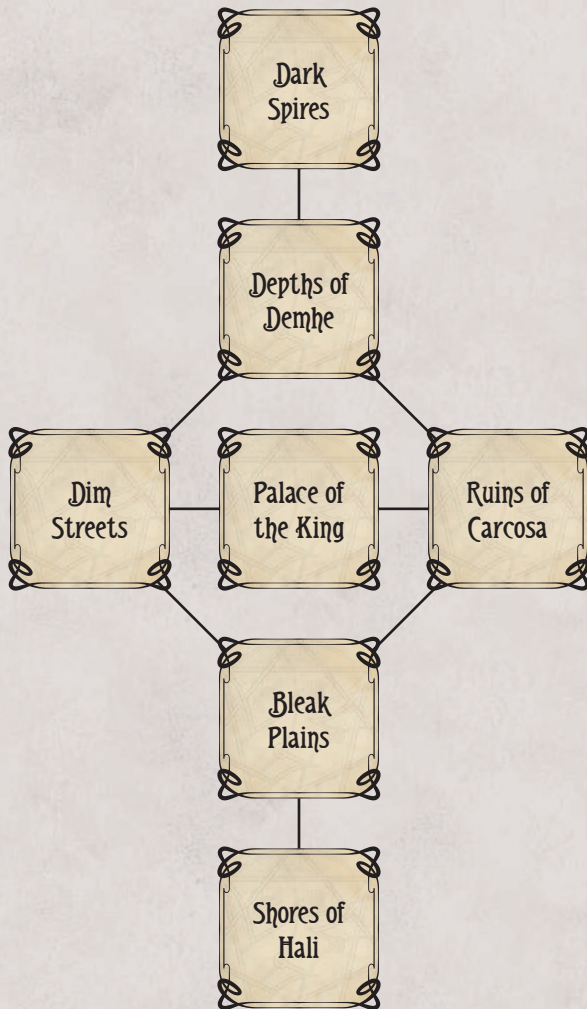 Dark
Spires
Depths of
Demhe
Dim
Streets
Palace of
the King
Ruins of
Carcosa
Bleak
Plains
Shores of
Hali